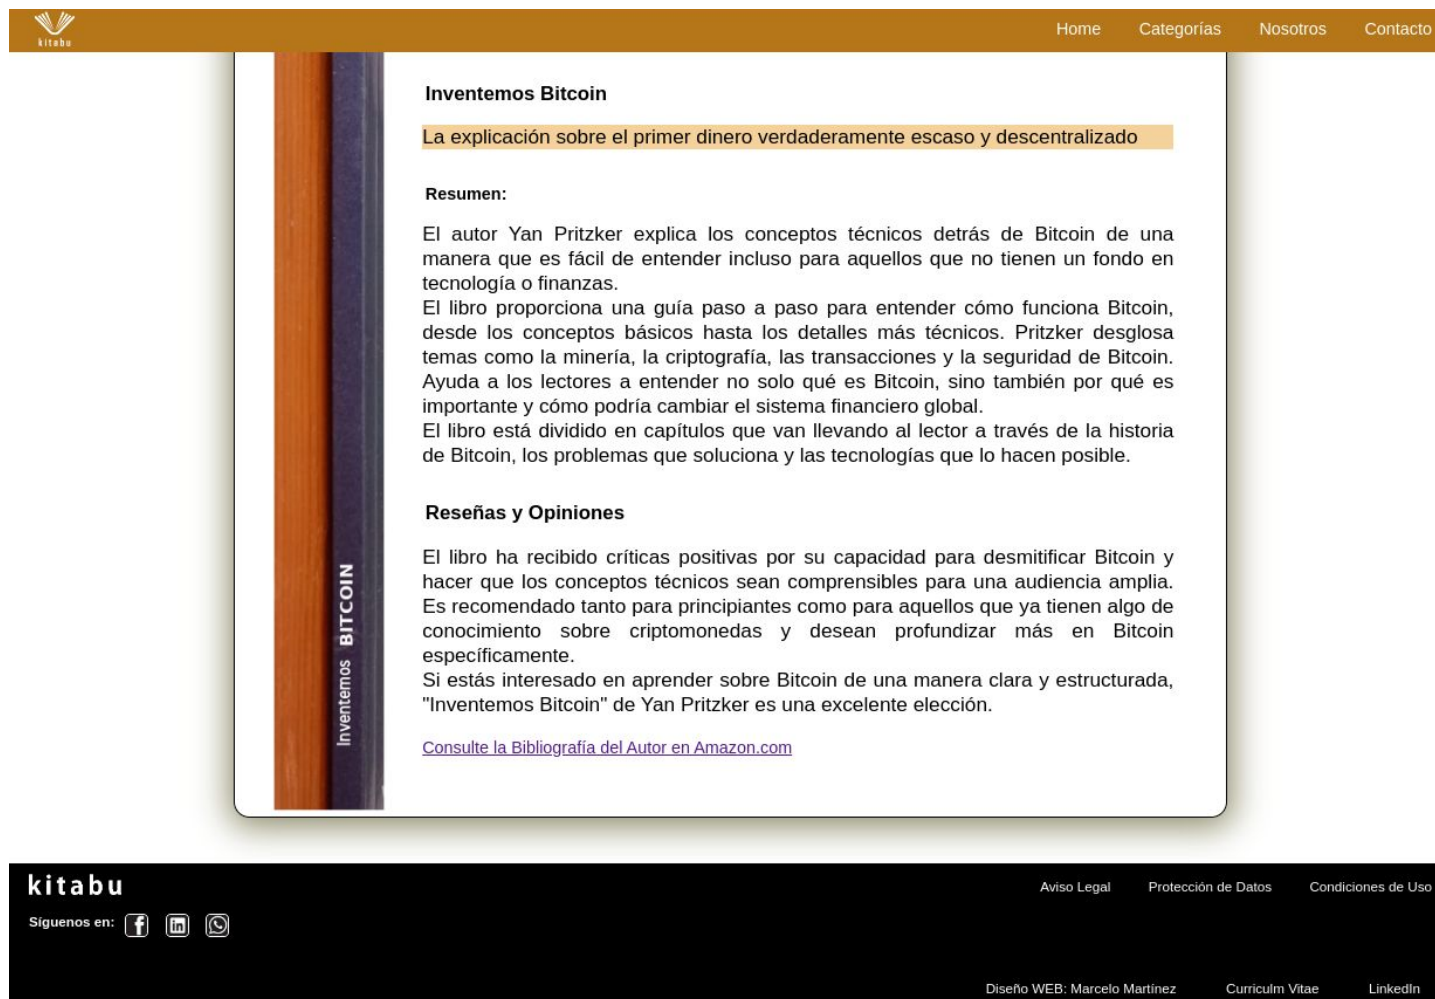 kitabu
Home Categorías Nosotros Contacto
Inventemos Bitcoin
La explicación sobre el primer dinero verdaderamente escaso y descentralizado
Resumen:
El autor Yan Pritzker explica los conceptos técnicos detrás de Bitcoin de una
manera que es fácil de entender incluso para aquellos que no tienen un fondo en
tecnología o finanzas.
El libro proporciona una guía paso a paso para entender cómo funciona Bitcoin,
desde los conceptos básicos hasta los detalles más técnicos. Pritzker desglosa
temas como la minería, la criptografía, las transacciones y la seguridad de Bitcoin.
Ayuda a los lectores a entender no solo qué es Bitcoin, sino también por qué es
importante y cómo podría cambiar el sistema financiero global.
El libro está dividido en capítulos que van llevando al lector a través de la historia
de Bitcoin, los problemas que soluciona y las tecnologías que lo hacen posible.
Reseñas y Opiniones
El libro ha recibido críticas positivas por su capacidad para desmitificar Bitcoin y
hacer que los conceptos técnicos sean comprensibles para una audiencia amplia.
Es recomendado tanto para principiantes como para aquellos que ya tienen algo de
conocimiento sobre criptomonedas y desean profundizar más en Bitcoin
específicamente.
Si estás interesado en aprender sobre Bitcoin de una manera clara y estructurada,
"Inventemos Bitcoin" de Yan Pritzker es una excelente elección.
Consulte la Bibliografía del Autor en Amazon.com
Inventemos BITCOIN
kitabu
Aviso Legal Protección de Datos Condiciones de Uso
Síguenos en:
Diseño WEB: Marcelo Martínez Curriculm Vitae LinkedIn